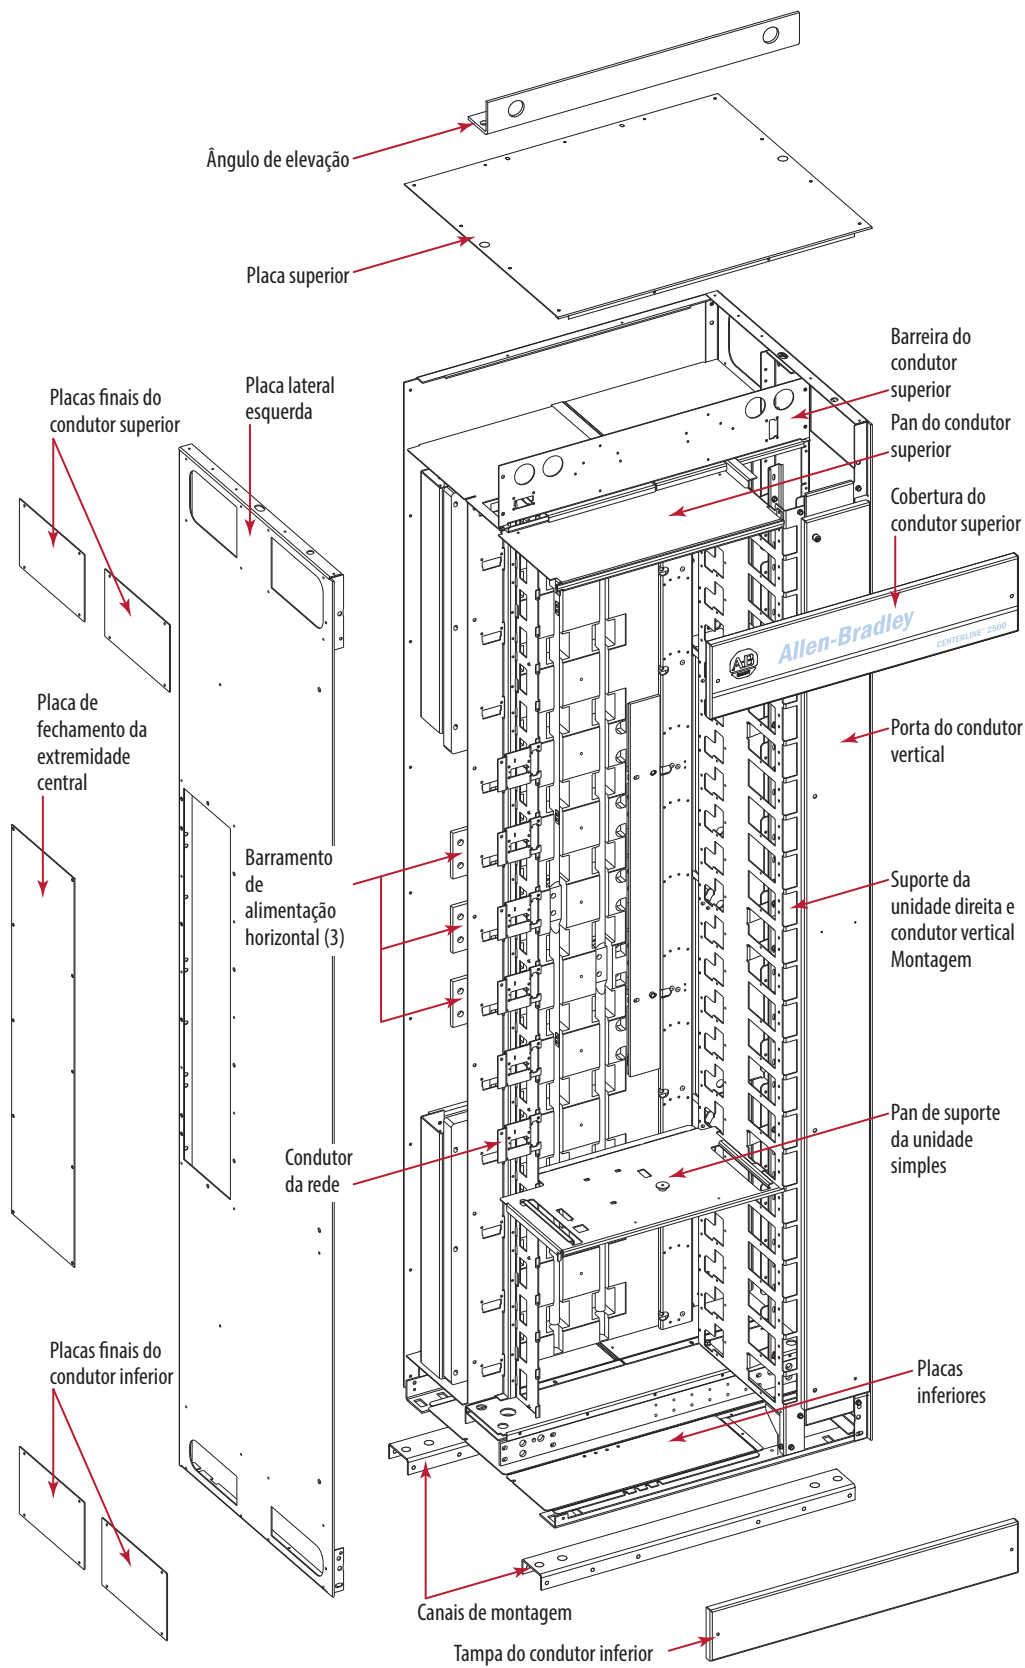 Ângulo de elevação
Placa superior
Barreira do
condutor
superior
Placas finais do
condutor superior
Placa lateral
esquerda
Pan do condutor
superior
Cobertura do
condutor superior
Allen-Bradley
CENTERLINE® 2500
AB
Placa de
fechamento da
extremidade
central
Porta do condutor
vertical
Barramento
de
alimentação
horizontal (3)
Suporte da
unidade direita e
condutor vertical
Montagem
Condutor
da rede
Pan de suporte
da unidade
simples
Placas finais do
condutor inferior
Placas
inferiores
Canais de montagem
Tampa do condutor inferior